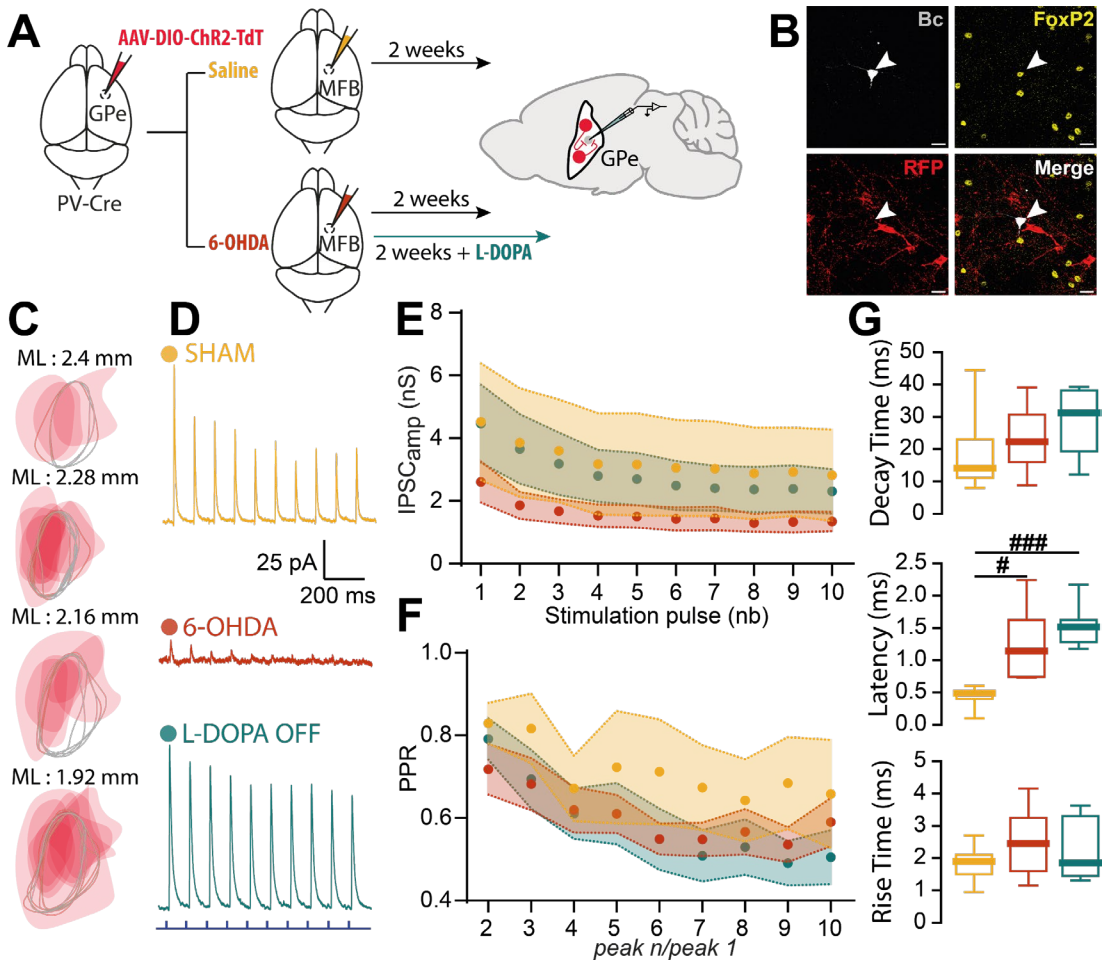 A
AAV-DIO-ChR2-TdT
Saline
GPe
PV-Cre
6-OHDA
MFB
2 weeks
MFB
2 weeks
2 weeks + L-DOPA
GPe
B
Bc
FoxP2
RFP
Merge
C
ML : 2.4 mm
ML : 2.28 mm
ML : 2.16 mm
ML : 1.92 mm
D
SHAM
25 pA
200 ms
6-OHDA
L-DOPA OFF
E
IPSCamp (nS)
8
6
4
2
0
1 2 3 4 5 6 7 8 9 10
Stimulation pulse (nb)
F
PPR
1.0
0.8
0.6
0.4
2 3 4 5 6 7 8 9 10
peak n/peak 1
G
Decay Time (ms)
50
40
30
20
10
0
Latency (ms)
2.5
2.0
1.5
1.0
0.5
0.0
###
#
Rise Time (ms)
5
4
3
2
1
0